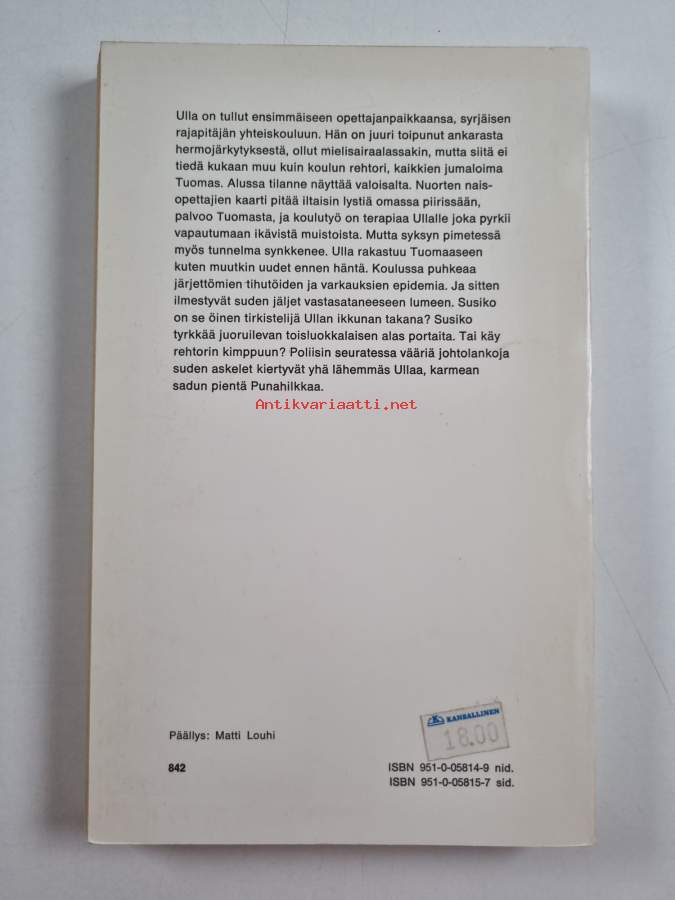 Ulla on tullut ensimmäiseen opettajanpaikkaansa, syrjäisen
rajapitäjän yhteiskouluun. Hän on juuri toipunut ankarasta
hermojärkytyksestä, ollut mielisairaalassakin, mutta siitä ei
tiedä kukaan muu kuin koulun rehtori, kaikkien jumaloima
Tuomas. Alussa tilanne näyttää valoisalta. Nuorten nais-
opettajien kaarti pitää iltaisin lystiä omassa piirissään,
palvoo Tuomasta, ja koulutyö on terapiaa Ullalle joka pyrkii
vapautumaan ikävistä muistoista. Mutta syksyn pimetessä
myös tunnelma synkkenee. Ulla rakastuu Tuomaaseen
kuten muutkin uudet ennen häntä. Koulussa puhkeaa
järjettömien tihutöiden ja varkauksien epidemia. Ja sitten
ilmestyvät suden jäljet vastasataneeseen lumeen. Susiko
on se öinen tirkistelijä Ullan ikkunan takana? Susiko
tyrkkää juoruilevan toisluokkalaisen alas portaita. Tai käy
rehtorin kimppuun? Poliisin seuratessa vääriä johtolankoja
suden askelet kiertyvät yhä lähemmäs Ullaa, karmean
sadun pientä Punahilkkaa.
Antikvariaatti.net
Päällys: Matti Louhi
K KANSALLINEN
18.00
842
ISBN 951-0-05814-9 nid.
ISBN 951-0-05815-7 sid.